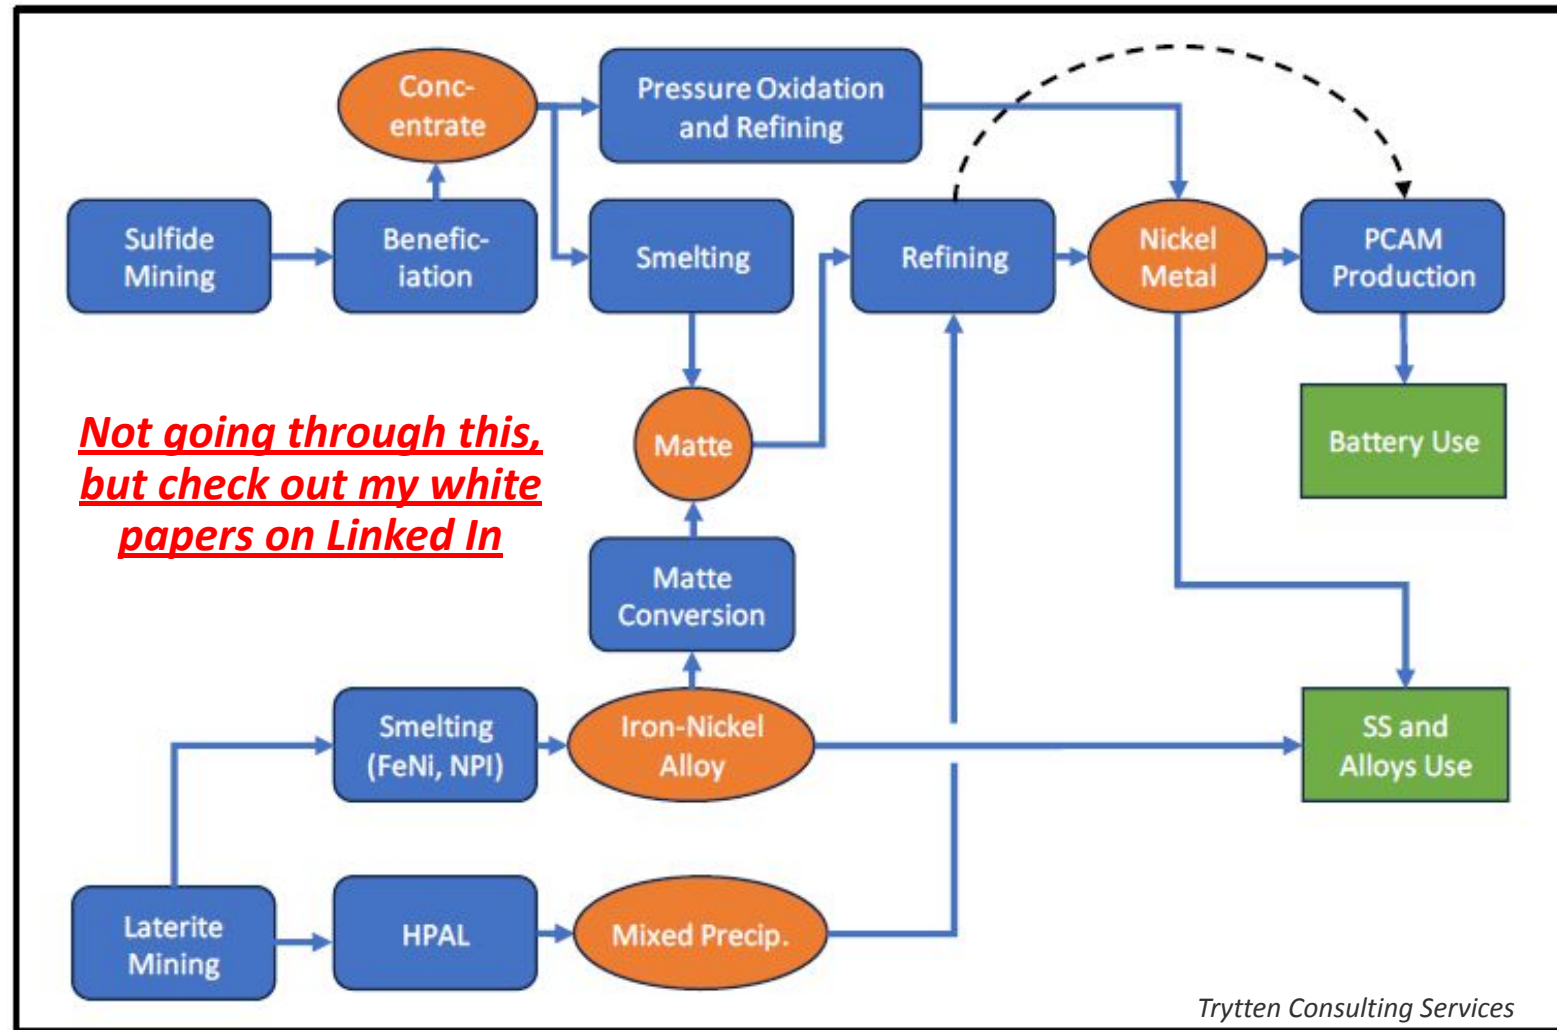 Conc-
entrate
Pressure Oxidation
and Refining
Sulfide
Mining
Benefic-
iation
Smelting
Refining
Nickel
Metal
PCAM
Production
Not going through this,
but check out my white
papers on Linked In
Matte
Battery Use
Matte
Conversion
Smelting
(FeNi, NPI)
Iron-Nickel
Alloy
SS and
Alloys Use
Laterite
Mining
HPAL
Mixed Precip.
Trytten Consulting Services